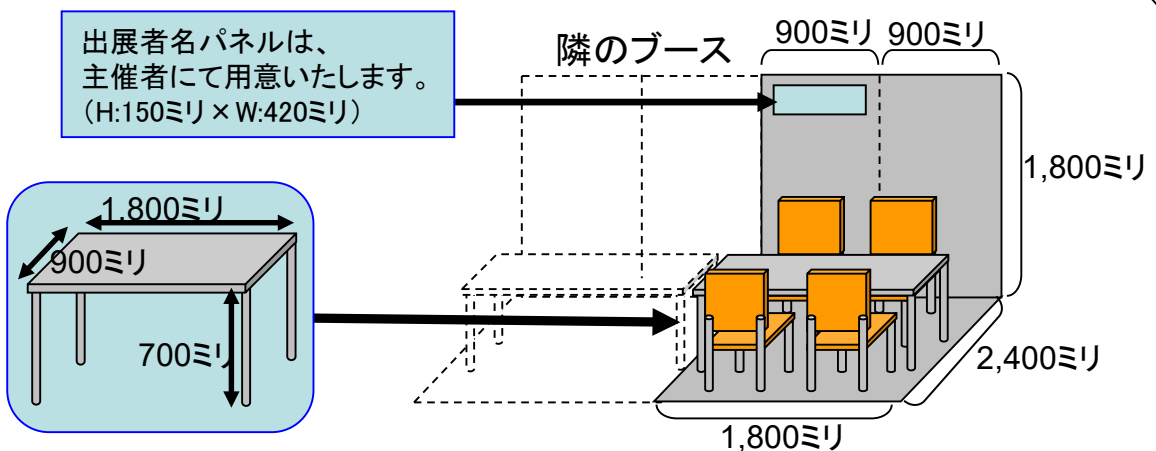 出展者名パネルは、
主催者にて用意いたします。
（H:150ミリ×W:420ミリ）
隣のブース
900ミリ
900ミリ
1,800ミリ
1,800ミリ
900ミリ
700ミリ
2,400ミリ
1,800ミリ